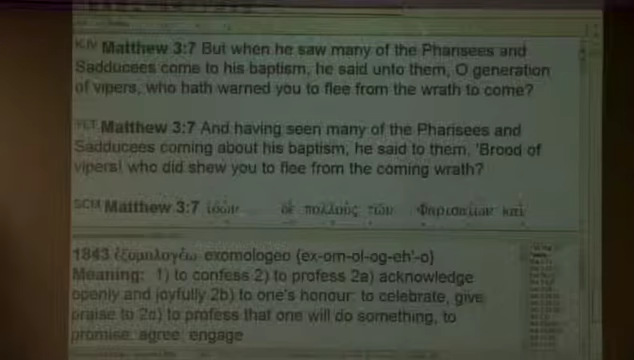 KJV Matthew 3:7 But when he saw many of the Pharisees and
Sadducees come to his baptism, he said unto them, O generation
of vipers, who hath warned you to flee from the wrath to come?
YLT Matthew 3:7 And having seen many of the Pharisees and
Sadducees coming about his baptism, he said to them, 'Brood of
vipers! who did shew you to flee from the coming wrath?
SCM Matthew 3:7 ἰδὼν δὲ πολλοὺς τῶν Φαρισαίων καὶ
1843 ἐξομολογέω exomologeo {ex-om-ol-og-eh'-o}
Meaning: 1) to confess 2) to profess 2a) acknowledge
openly and joyfully 2b) to one's honour: to celebrate, give
praise to 2c) to profess that one will do something, to
promise, agree, engage